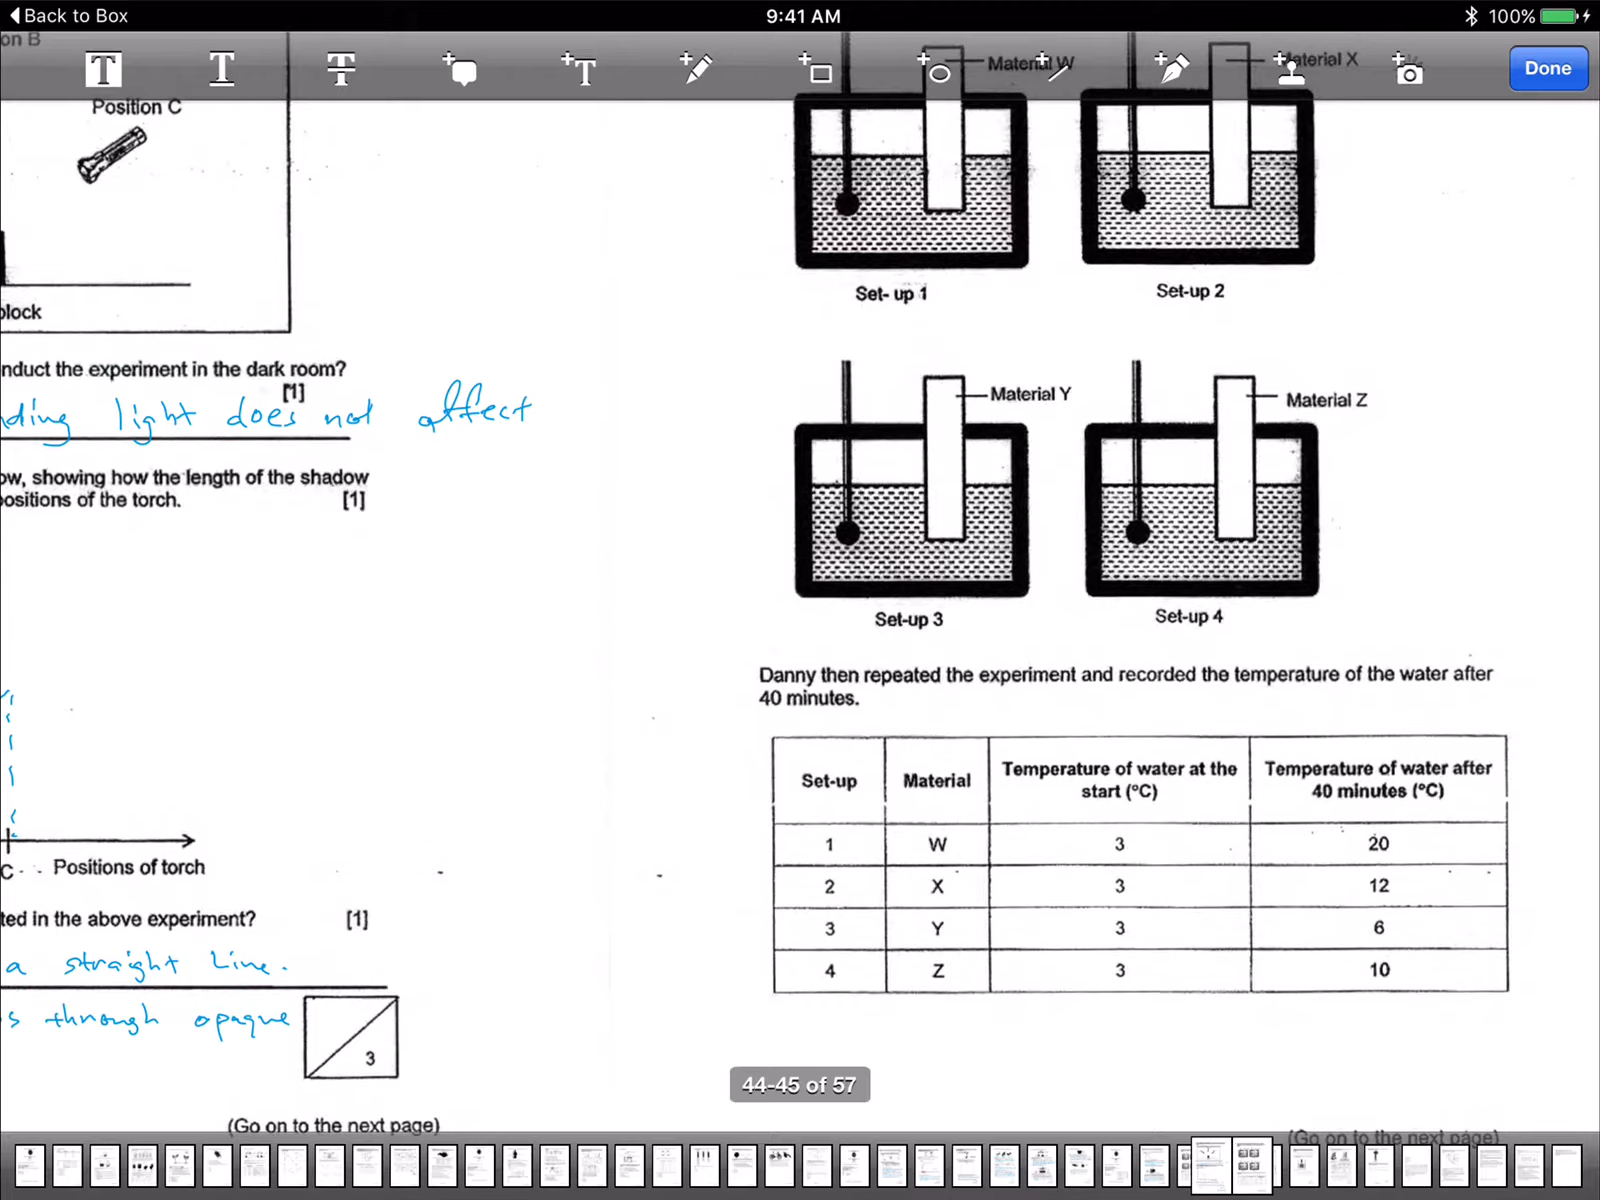 Back to Box
9:41 AM
100%
on B
Done
Position C
block
nduct the experiment in the dark room?
[1]
nding light does not affect
ow, showing how the length of the shadow
positions of the torch. [1]
C
Positions of torch
ted in the above experiment? [1]
a straight line.
s through opaque
3
(Go on to the next page)
Material W
Material X
Set- up 1
Set-up 2
Material Y
Material Z
Set-up 3
Set-up 4
Danny then repeated the experiment and recorded the temperature of the water after
40 minutes.
Set-up Material Temperature of water at the start (°C) Temperature of water after 40 minutes (°C)
1 W 3 20
2 X 3 12
3 Y 3 6
4 Z 3 10
44-45 of 57
(Go on to the next page)